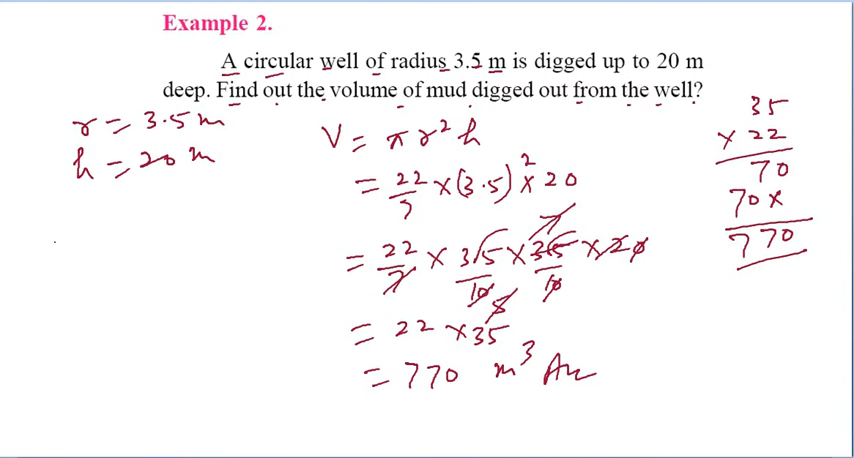 Example 2.
A circular well of radius 3.5 m is digged up to 20 m
deep. Find out the volume of mud digged out from the well?
r = 3.5 m
h = 20 m
V = π r² h
= 22/7 × (3.5)² × 20
= 22/7 × 35/10 × 35/10 × 20
= 22 × 35
= 770 m³ Ans
35
× 22
70
70×
770